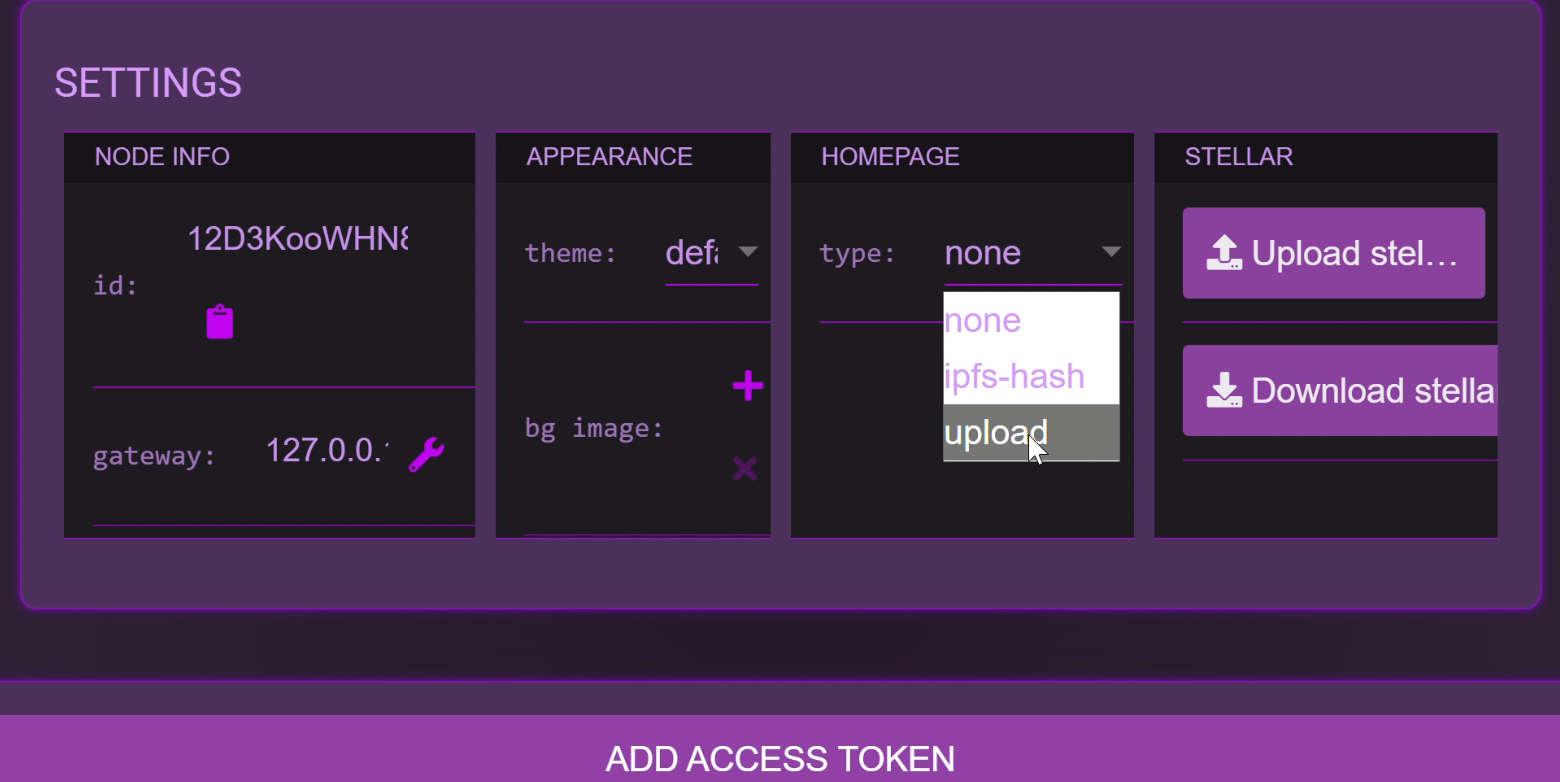 SETTINGS
NODE INFO
id:
12D3KooWHN8
gateway:
127.0.0.
APPEARANCE
theme:
defa
bg image:
HOMEPAGE
type:
none
none
ipfs-hash
upload
STELLAR
Upload stel...
Download stella
ADD ACCESS TOKEN